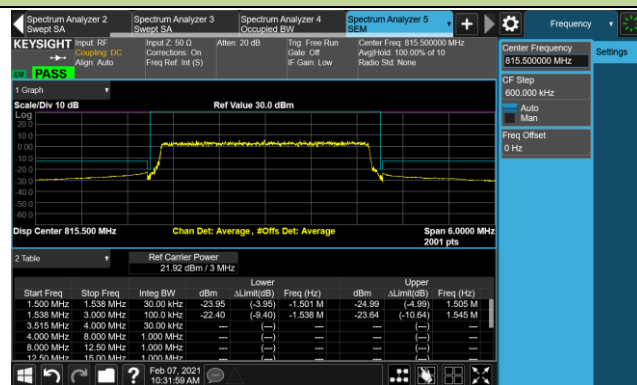 Spectrum Analyzer 2
Swept SA
Spectrum Analyzer 3
Swept SA
Spectrum Analyzer 4
Occupied BW
Spectrum Analyzer 5
SEM
Frequency
KEYSIGHT
Input: RF
Coupling: DC
Align: Auto
Input Z: 50 Ω
Corrections: On
Freq Ref: Int (S)
Atten: 20 dB
Trig: Free Run
Gate: Off
IF Gain: Low
Center Freq: 815.500000 MHz
Avg|Hold: 100.00% of 10
Radio Std: None
PASS
Center Frequency
815.500000 MHz
Settings
CF Step
600.000 kHz
Auto
Man
Freq Offset
0 Hz
1 Graph
Scale/Div 10 dB
Ref Value 30.0 dBm
Log
20.0
10.0
0.00
-10.0
-20.0
-30.0
-40.0
-50.0
-60.0
Disp Center 815.500 MHz
Chan Det: Average , #Offs Det: Average
Span 6.0000 MHz
2001 pts
2 Table
Ref Carrier Power
21.92 dBm / 3 MHz
Lower Upper
Start Freq Stop Freq Integ BW dBm ΔLimit(dB) Freq (Hz) dBm ΔLimit(dB) Freq (Hz)
1.500 MHz 1.538 MHz 30.00 kHz -23.95 (-3.95) -1.501 M -24.99 (-4.99) 1.505 M
1.538 MHz 3.000 MHz 100.0 kHz -22.40 (-9.40) -1.538 M -23.64 (-10.64) 1.545 M
3.515 MHz 4.000 MHz 30.00 kHz --- (---) --- --- (---) ---
4.000 MHz 8.000 MHz 1.000 MHz --- (---) --- --- (---) ---
8.000 MHz 12.50 MHz 1.000 MHz --- (---) --- --- (---) ---
12.50 MHz 15.00 MHz 1.000 MHz --- (---) --- --- (---) ---
?
Feb 07, 2021
10:31:59 AM